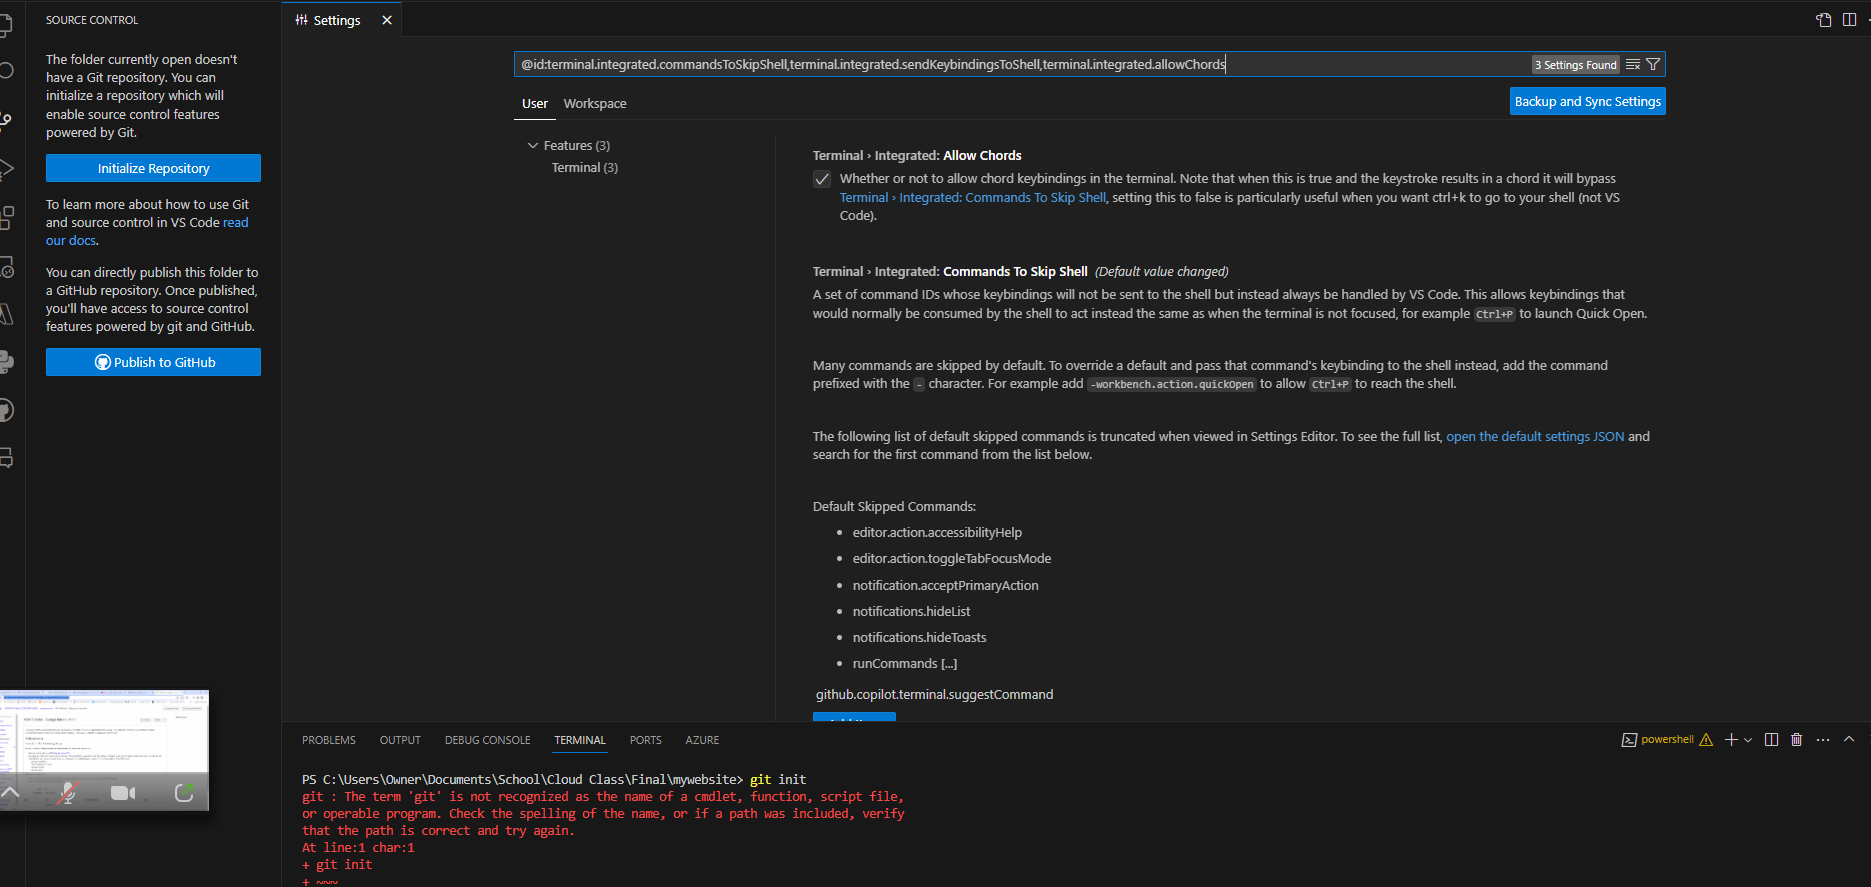 SOURCE CONTROL
The folder currently open doesn't
have a Git repository. You can
initialize a repository which will
enable source control features
powered by Git.
Initialize Repository
To learn more about how to use Git
and source control in VS Code read
our docs.
You can directly publish this folder to
a GitHub repository. Once published,
you'll have access to source control
features powered by git and GitHub.
Publish to GitHub
Settings
@id:terminal.integrated.commandsToSkipShell,terminal.integrated.sendKeybindingsToShell,terminal.integrated.allowChords
3 Settings Found
User Workspace
Backup and Sync Settings
Features (3)
Terminal (3)
Terminal › Integrated: Allow Chords
Whether or not to allow chord keybindings in the terminal. Note that when this is true and the keystroke results in a chord it will bypass
Terminal › Integrated: Commands To Skip Shell, setting this to false is particularly useful when you want ctrl+k to go to your shell (not VS
Code).
Terminal › Integrated: Commands To Skip Shell (Default value changed)
A set of command IDs whose keybindings will not be sent to the shell but instead always be handled by VS Code. This allows keybindings that
would normally be consumed by the shell to act instead the same as when the terminal is not focused, for example Ctrl+P to launch Quick Open.
Many commands are skipped by default. To override a default and pass that command's keybinding to the shell instead, add the command
prefixed with the - character. For example add -workbench.action.quickOpen to allow Ctrl+P to reach the shell.
The following list of default skipped commands is truncated when viewed in Settings Editor. To see the full list, open the default settings JSON and
search for the first command from the list below.
Default Skipped Commands:
• editor.action.accessibilityHelp
• editor.action.toggleTabFocusMode
• notification.acceptPrimaryAction
• notifications.hideList
• notifications.hideToasts
• runCommands [...]
github.copilot.terminal.suggestCommand
PROBLEMS OUTPUT DEBUG CONSOLE TERMINAL PORTS AZURE
powershell
PS C:\Users\Owner\Documents\School\Cloud Class\Final\mywebsite> git init
git : The term 'git' is not recognized as the name of a cmdlet, function, script file,
or operable program. Check the spelling of the name, or if a path was included, verify
that the path is correct and try again.
At line:1 char:1
+ git init
+ ~~~